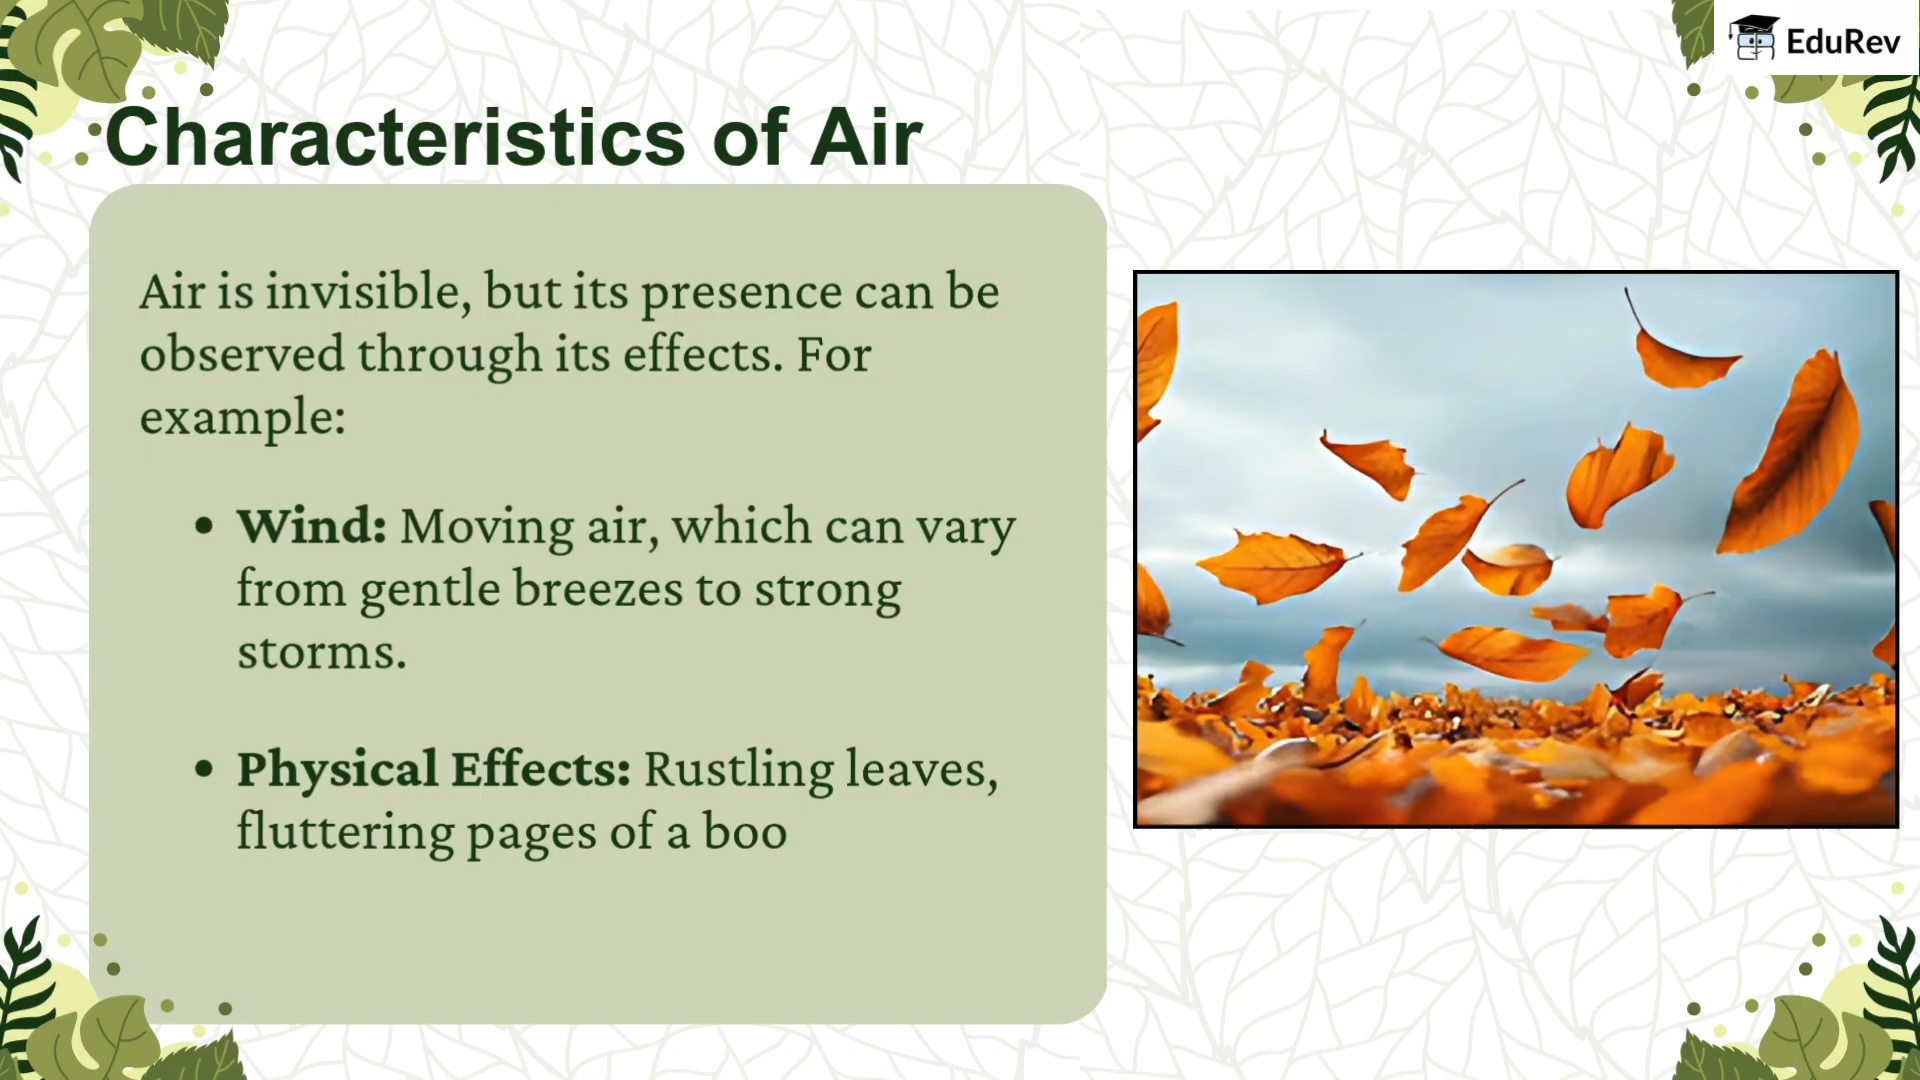 EduRev
Characteristics of Air
Air is invisible, but its presence can be
observed through its effects. For
example:
• Wind: Moving air, which can vary
from gentle breezes to strong
storms.
• Physical Effects: Rustling leaves,
fluttering pages of a boo